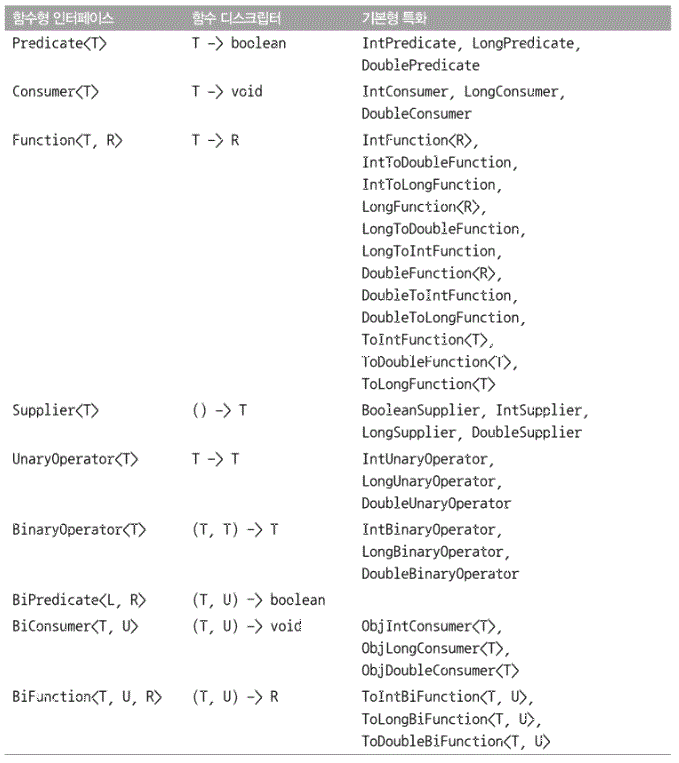 함수형 인터페이스 함수 디스크립터 기본형 특화
Predicate<T> T -> boolean IntPredicate, LongPredicate,
DoublePredicate
Consumer<T> T -> void IntConsumer, LongConsumer,
DoubleConsumer
Function<T, R> T -> R IntFunction<R>,
IntToDoubleFunction,
IntToLongFunction,
LongFunction<R>,
LongToDoubleFunction,
LongToIntFunction,
DoubleFunction<R>,
DoubleToIntFunction,
DoubleToLongFunction,
ToIntFunction<T>,
ToDoubleFunction<T>,
ToLongFunction<T>
Supplier<T> () -> T BooleanSupplier, IntSupplier,
LongSupplier, DoubleSupplier
UnaryOperator<T> T -> T IntUnaryOperator,
LongUnaryOperator,
DoubleUnaryOperator
BinaryOperator<T> (T, T) -> T IntBinaryOperator,
LongBinaryOperator,
DoubleBinaryOperator
BiPredicate<L, R> (T, U) -> boolean
BiConsumer<T, U> (T, U) -> void ObjIntConsumer<T>,
ObjLongConsumer<T>,
ObjDoubleConsumer<T>
BiFunction<T, U, R> (T, U) -> R ToIntBiFunction<T, U>,
ToLongBiFunction<T, U>,
ToDoubleBiFunction<T, U>